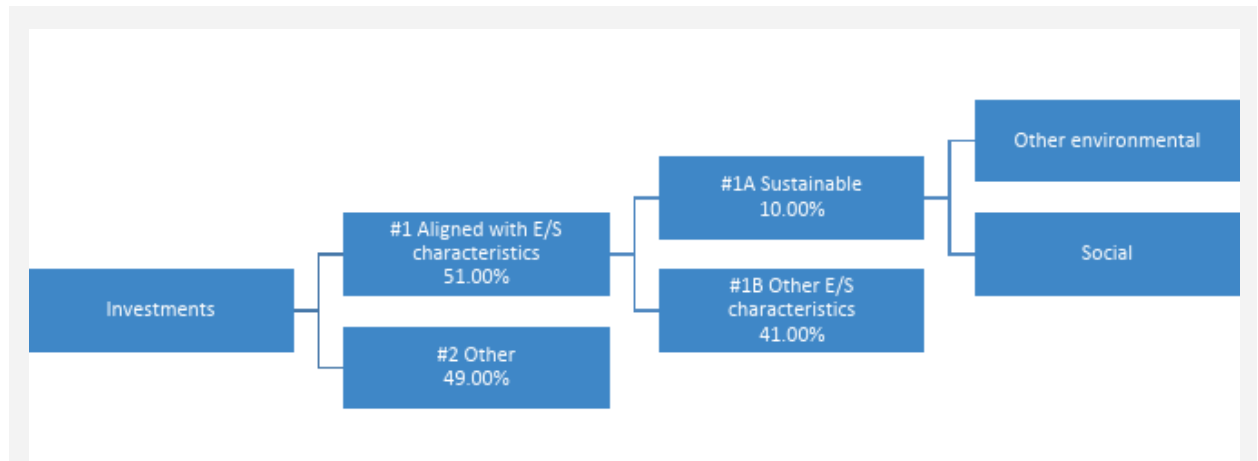 Investments
#1 Aligned with E/S
characteristics
51.00%
#2 Other
49.00%
#1A Sustainable
10.00%
#1B Other E/S
characteristics
41.00%
Other environmental
Social